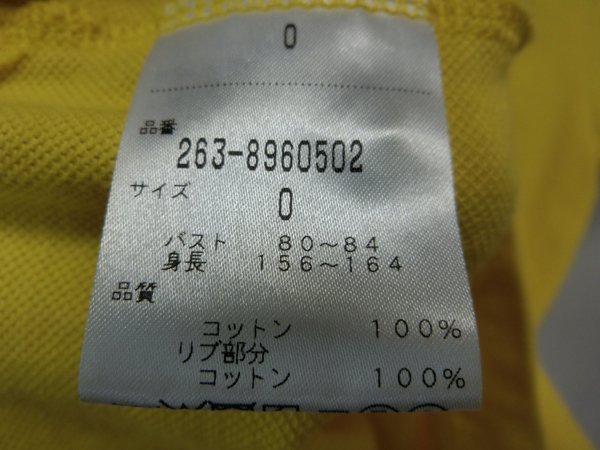 0
品番
263-8960502
サイズ
0
バスト 80〜84
身長 156〜164
品質
コットン 100%
リブ部分
コットン 100%